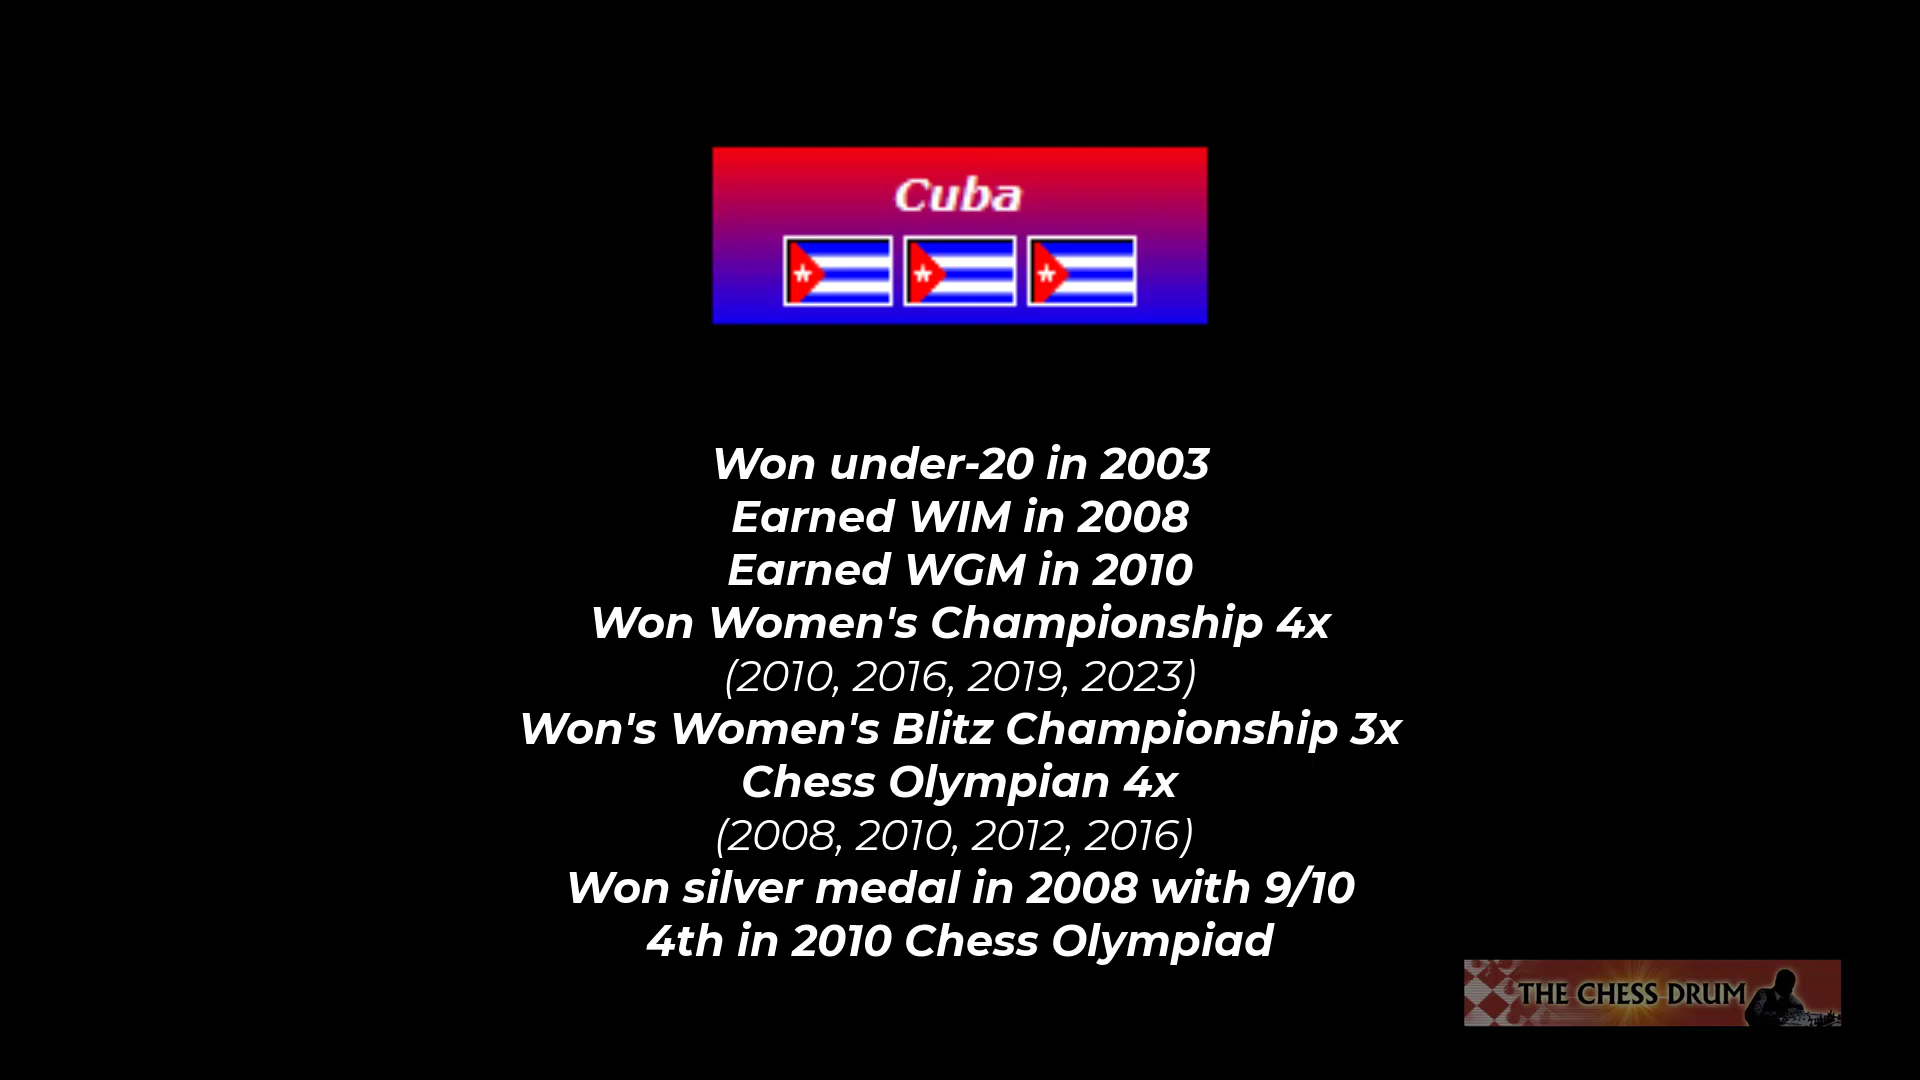 Cuba
Won under-20 in 2003
Earned WIM in 2008
Earned WGM in 2010
Won Women's Championship 4x
(2010, 2016, 2019, 2023)
Won's Women's Blitz Championship 3x
Chess Olympian 4x
(2008, 2010, 2012, 2016)
Won silver medal in 2008 with 9/10
4th in 2010 Chess Olympiad
THE CHESS DRUM